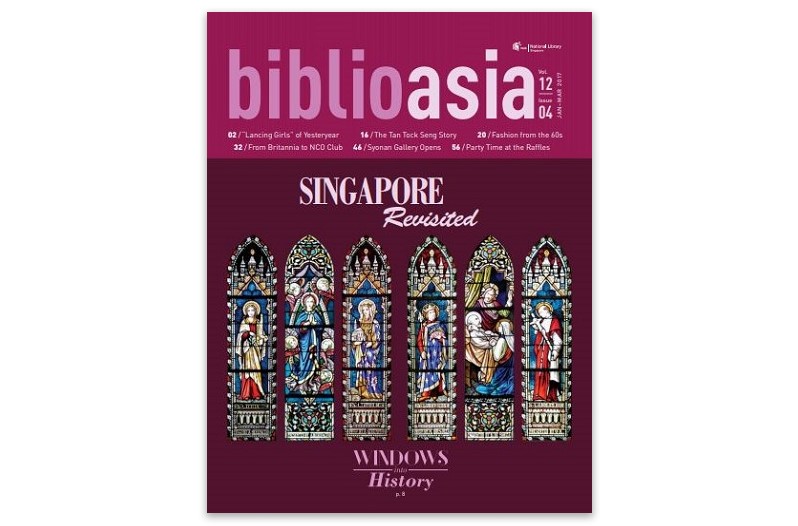 National Library
Singapore
biblioasia
Vol.
12
Issue
04
JAN–MAR 2017
02 / "Lancing Girls" of Yesteryear 16 / The Tan Tock Seng Story 20 / Fashion from the 60s
32 / From Britannia to NCO Club 46 / Syonan Gallery Opens 56 / Party Time at the Raffles
SINGAPORE
Revisited
WINDOWS
into
History
p. 8